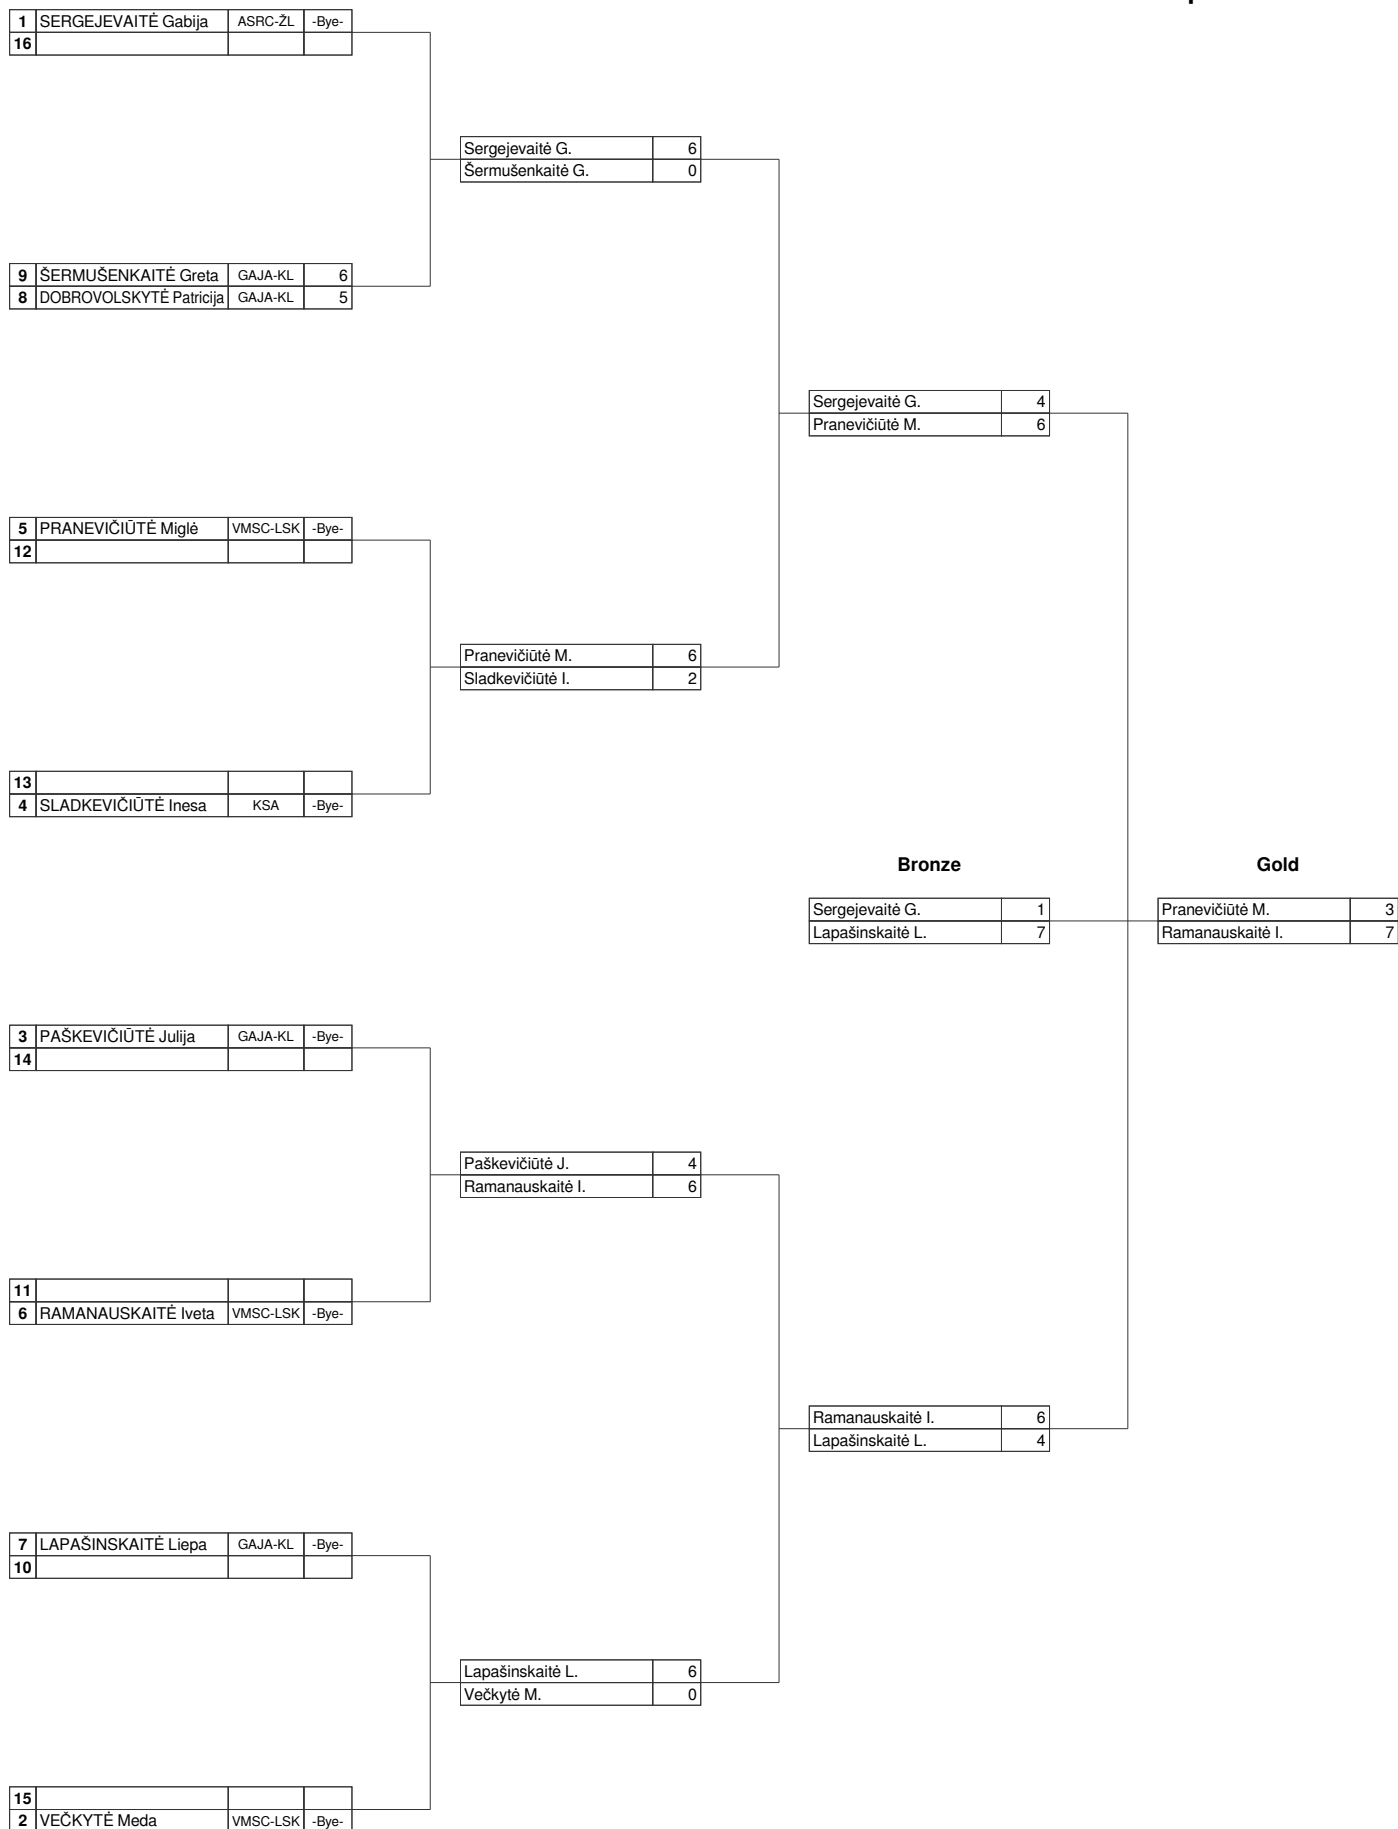 1 SERGEJEVAITĖ Gabija ASRC-ŽL -Bye-
16
Sergejevaitė G. 6
Šermušenkaitė G. 0
9 ŠERMUŠENKAITĖ Greta GAJA-KL 6
8 DOBROVOLSKYTĖ Patricija GAJA-KL 5
Sergejevaitė G. 4
Pranevičiūtė M. 6
5 PRANEVIČIŪTĖ Miglė VMSC-LSK -Bye-
12
Pranevičiūtė M. 6
Sladkevičiūtė I. 2
13
4 SLADKEVIČIŪTĖ Inesa KSA -Bye-
Bronze Gold
Sergejevaitė G. 1 Pranevičiūtė M. 3
Lapašinskaitė L. 7 Ramanauskaitė I. 7
3 PAŠKEVIČIŪTĖ Julija GAJA-KL -Bye-
14
Paškevičiūtė J. 4
Ramanauskaitė I. 6
11
6 RAMANAUSKAITĖ Iveta VMSC-LSK -Bye-
Ramanauskaitė I. 6
Lapašinskaitė L. 4
7 LAPAŠINSKAITĖ Liepa GAJA-KL -Bye-
10
Lapašinskaitė L. 6
Večkytė M. 0
15
2 VEČKYTĖ Meda VMSC-LSK -Bye-